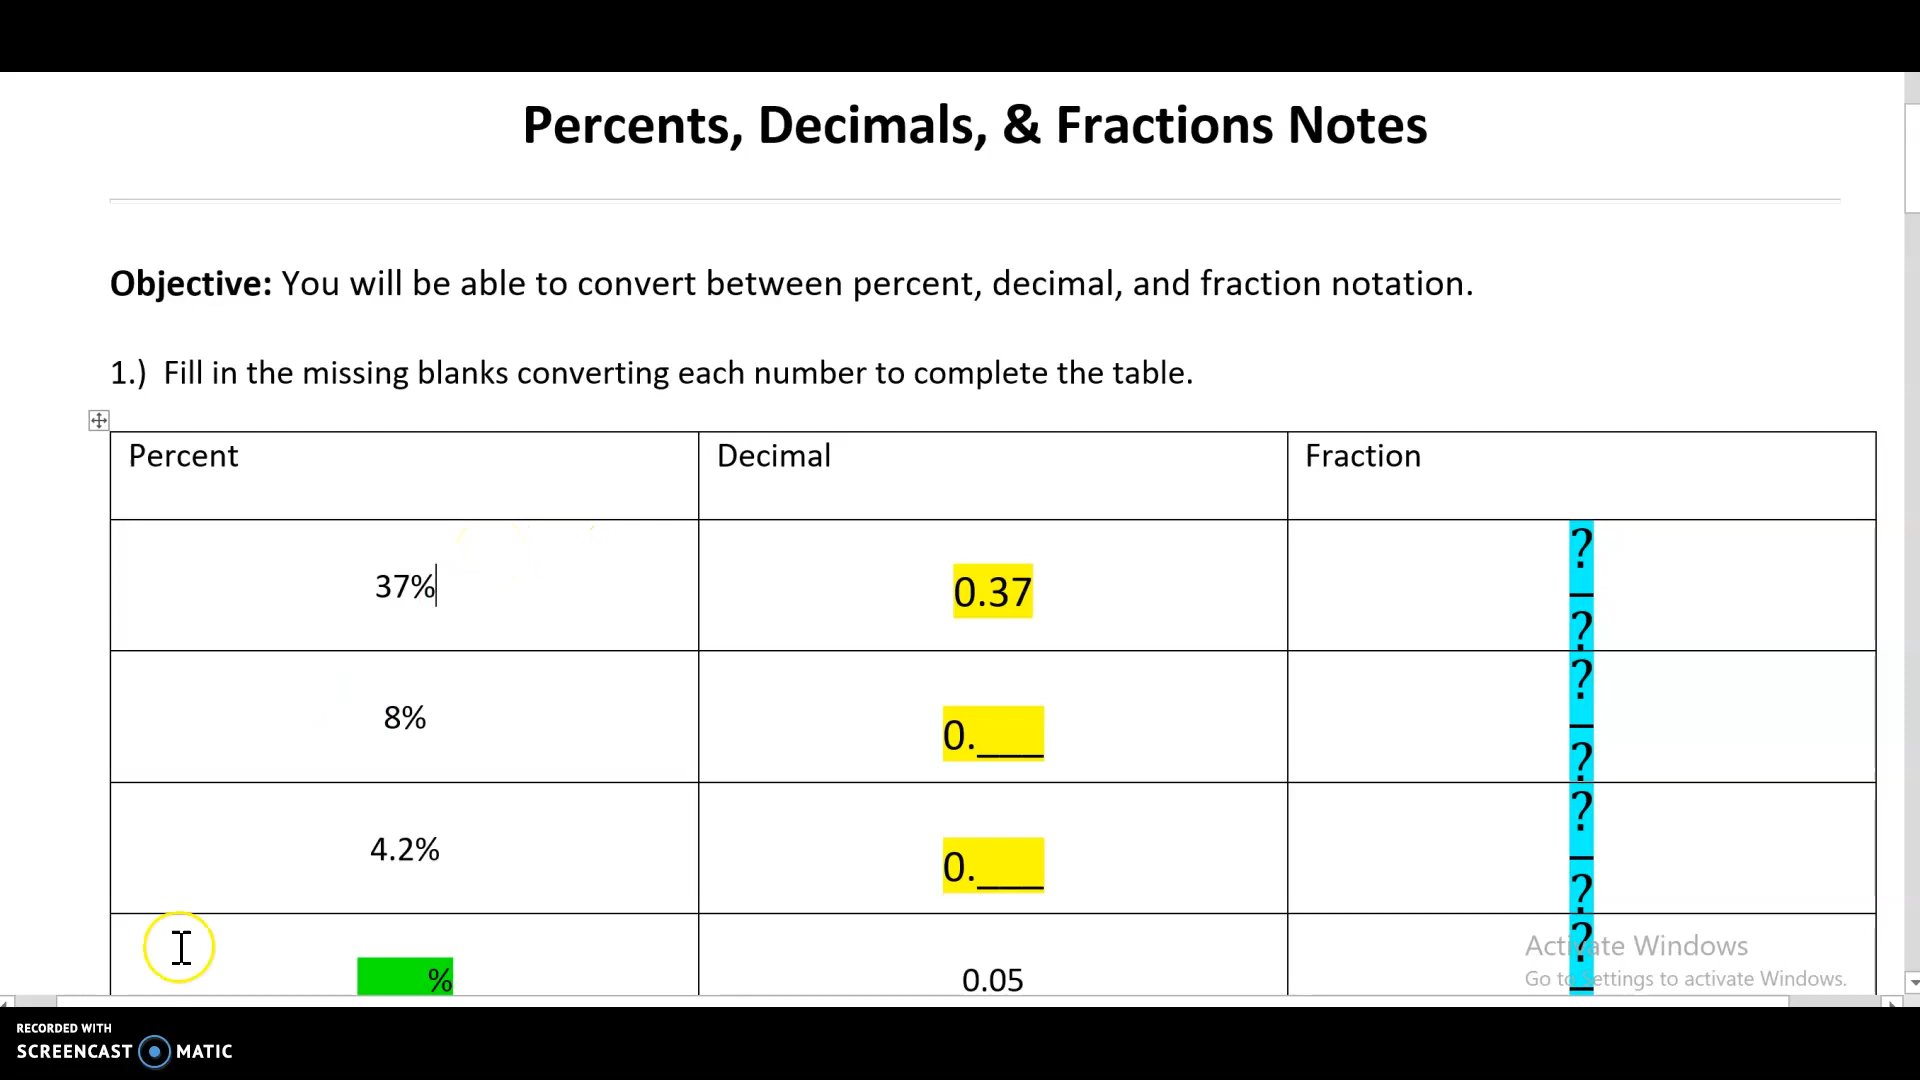 Percents, Decimals, & Fractions Notes
Objective: You will be able to convert between percent, decimal, and fraction notation.
1.) Fill in the missing blanks converting each number to complete the table.
Percent Decimal Fraction
37% 0.37 ?
?
8% 0.___ ?
?
4.2% 0.___ ?
?
% 0.05 ?
Activate Windows
Go to Settings to activate Windows.
RECORDED WITH
SCREENCAST MATIC